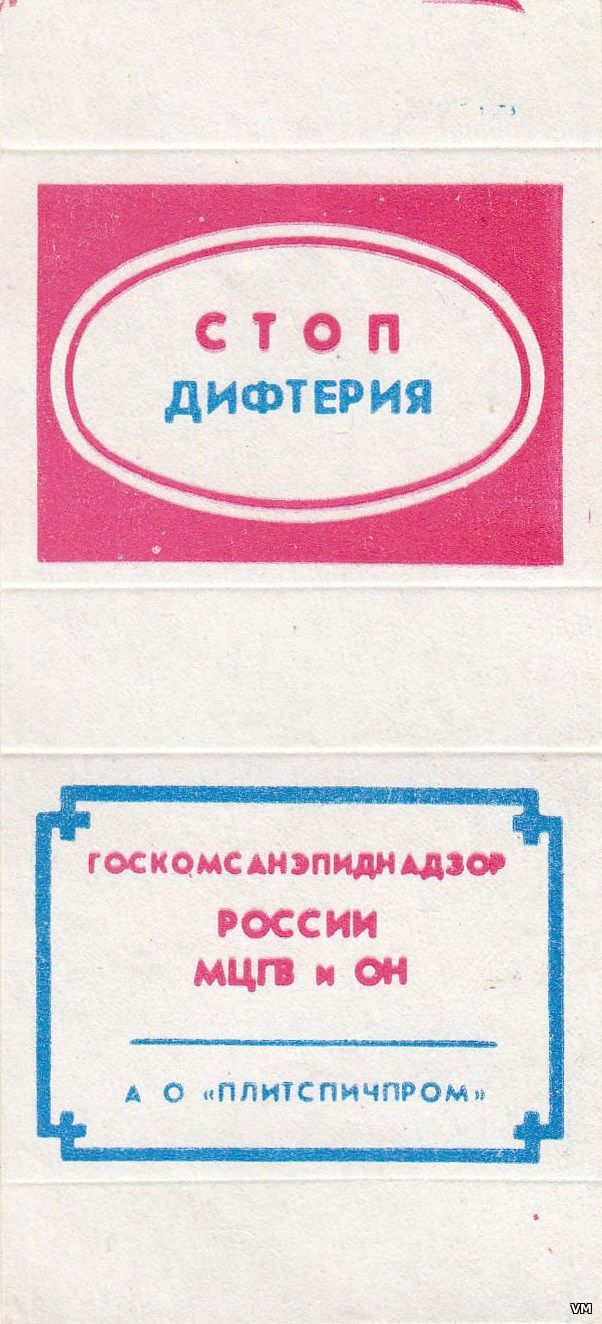 СТОП
ДИФТЕРИЯ
ГОСКОМСАНЭПИДНАДЗОР
РОССИИ
МЦГВ и ОН
А О «ПЛИТСПИЧПРОМ»
VM